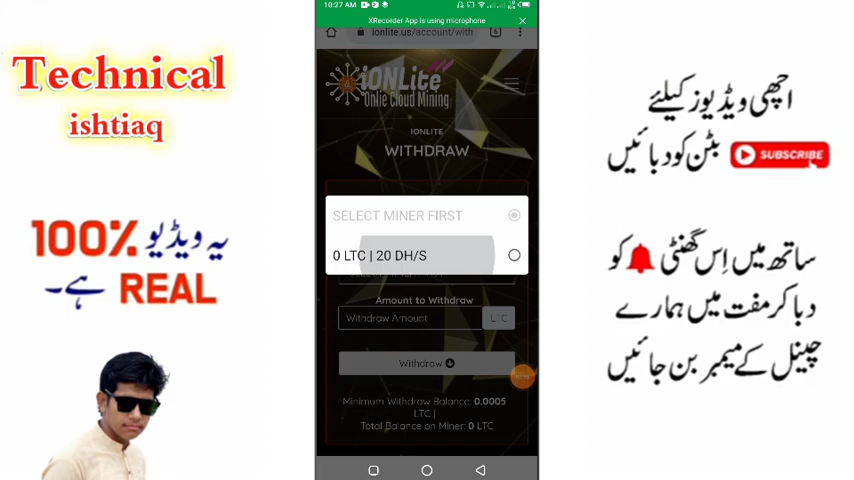 Technical
ishtiaq
100% یہ ویڈیو
REAL ہے۔
10:27 AM
XRecorder App is using microphone
ionlite.us/account/with
6
iONLite
Onlie Cloud Mining
IONLITE
WITHDRAW
SELECT MINER FIRST
0 LTC | 20 DH/S
Amount to Withdraw
Withdraw Amount
LTC
Withdraw
Minimum Withdraw Balance: 0.0005
LTC |
Total Balance on Miner: 0 LTC
اچھی ویڈیوز کیلئے
بٹن کو دبائیں SUBSCRIBE
ساتھ میں اِس گھنٹی کو
دبا کر مفت میں ہمارے
چینل کے میمبر بن جائیں